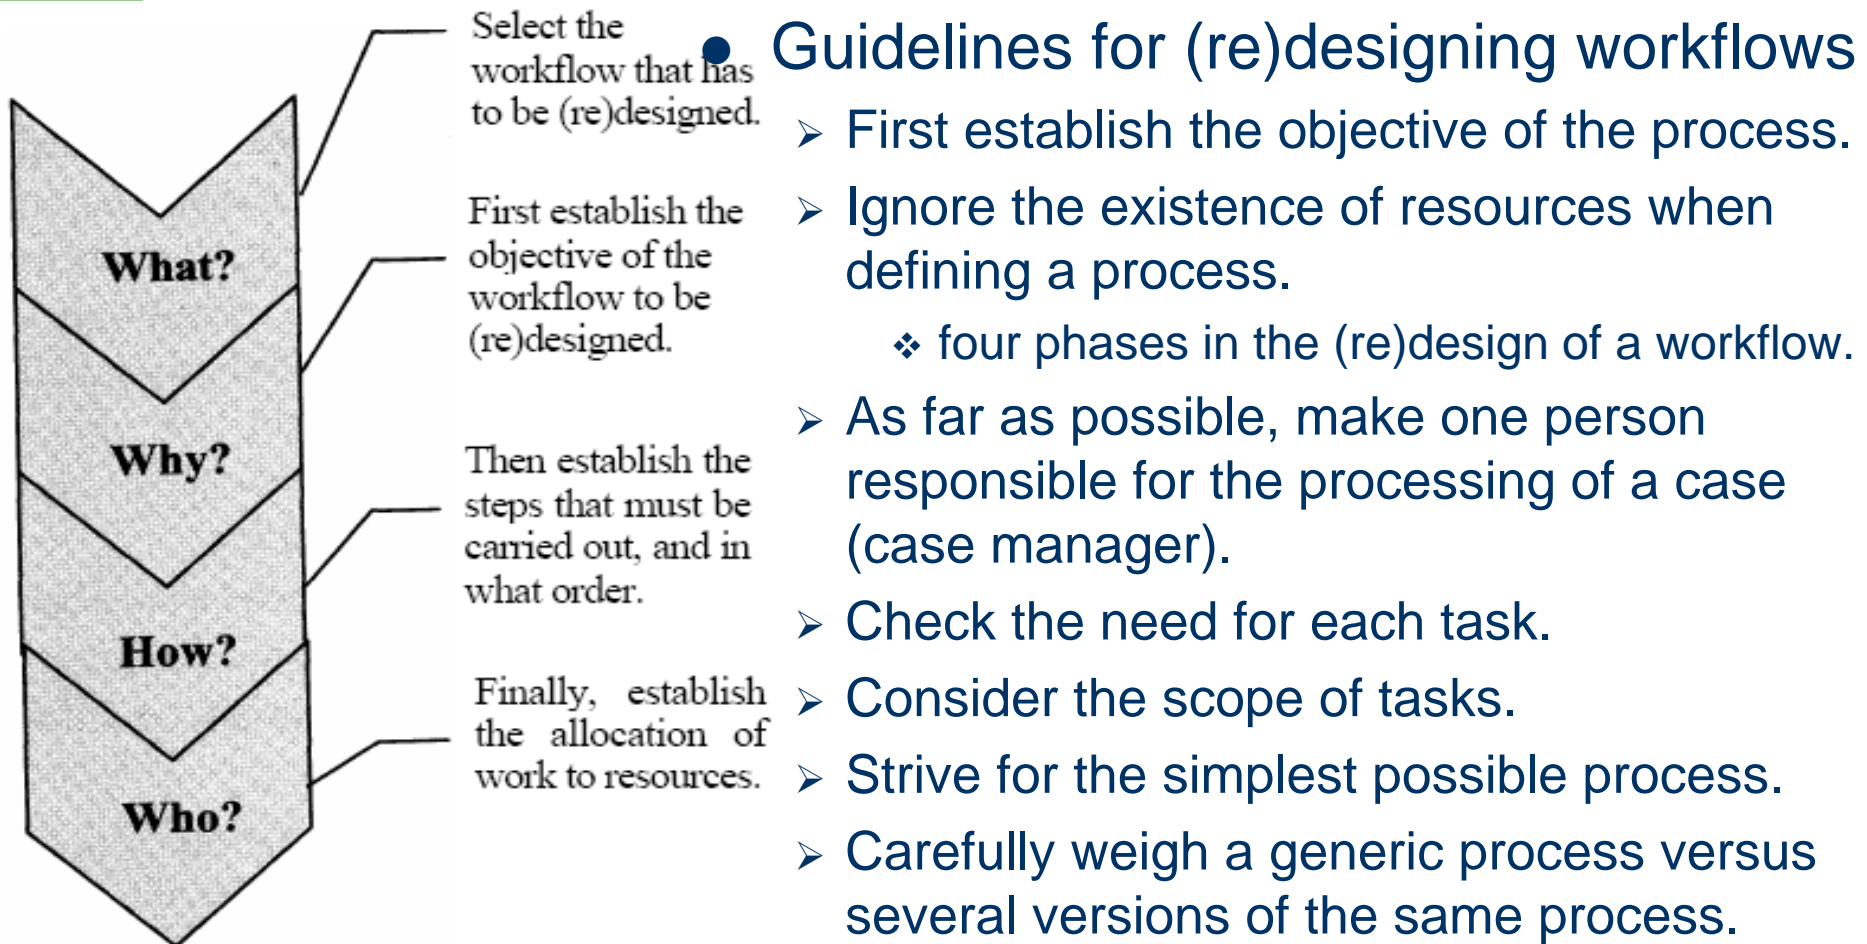 What?
Why?
How?
Who?
Select the
workflow that has
to be (re)designed.
First establish the
objective of the
workflow to be
(re)designed.
Then establish the
steps that must be
carried out, and in
what order.
Finally, establish
the allocation of
work to resources.
● Guidelines for (re)designing workflows
➢ First establish the objective of the process.
➢ Ignore the existence of resources when
defining a process.
❖ four phases in the (re)design of a workflow.
➢ As far as possible, make one person
responsible for the processing of a case
(case manager).
➢ Check the need for each task.
➢ Consider the scope of tasks.
➢ Strive for the simplest possible process.
➢ Carefully weigh a generic process versus
several versions of the same process.